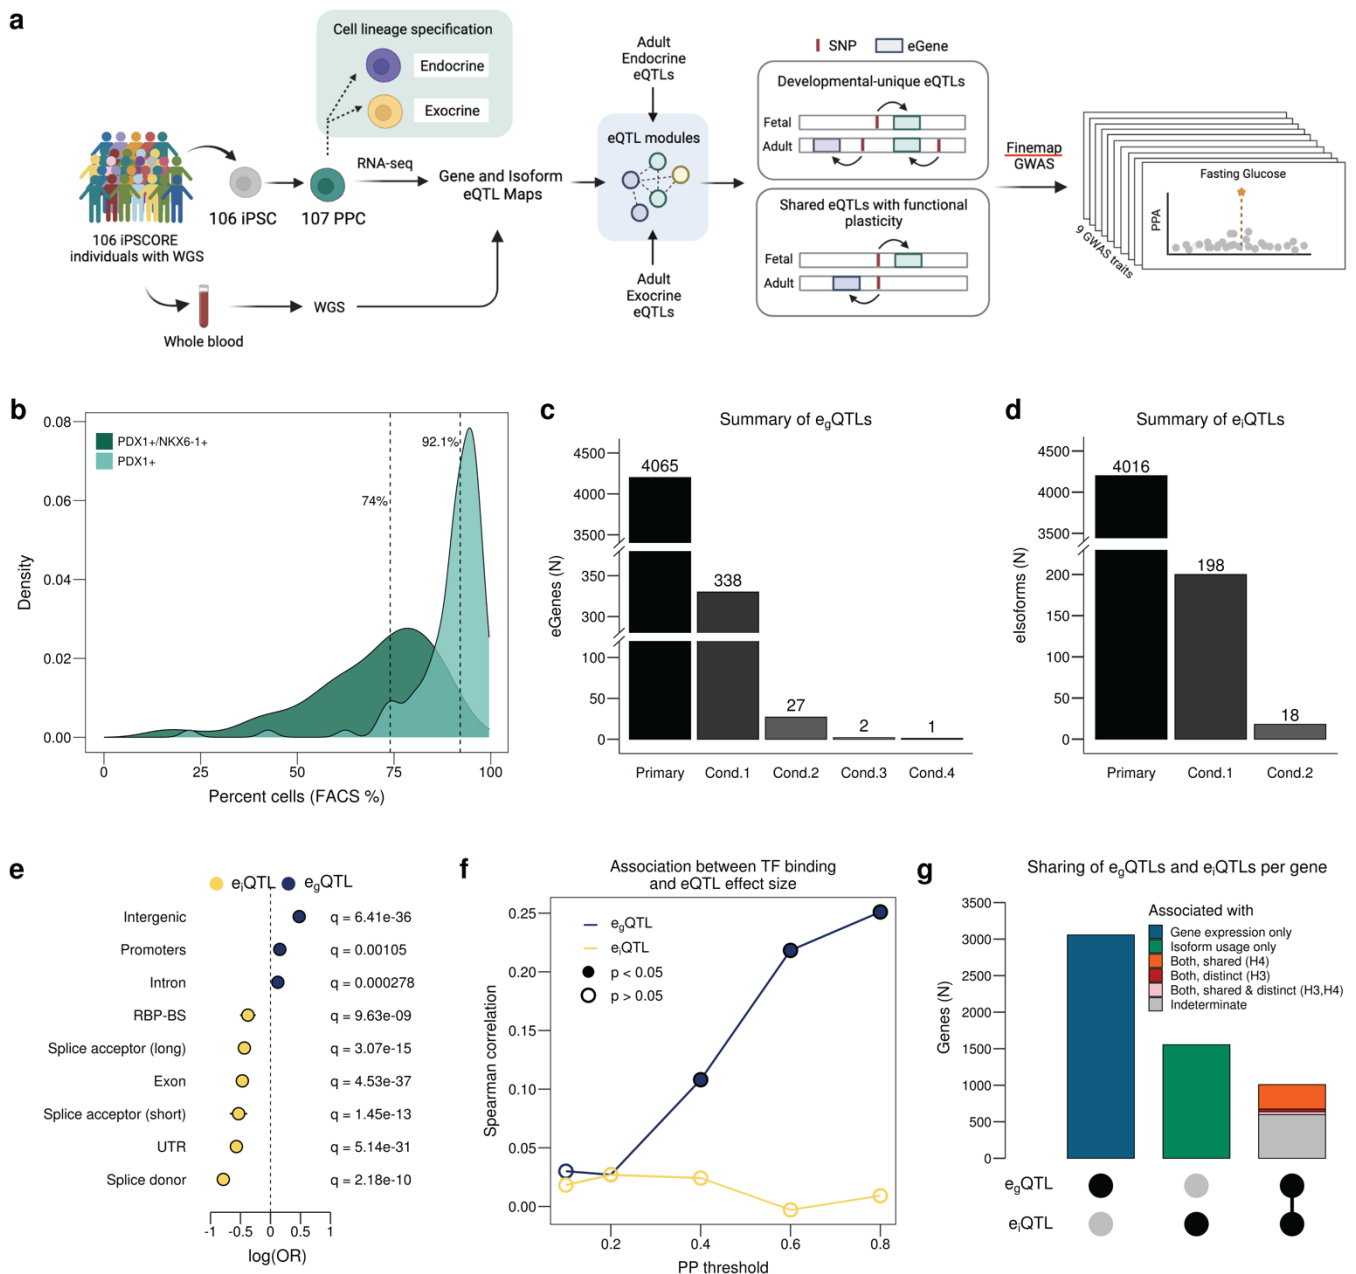 a
Cell lineage specification
Endocrine
Exocrine
Adult
Endocrine
eQTLs
SNP
eGene
Developmental-unique eQTLs
Fetal
Adult
eQTL modules
RNA-seq
Gene and Isoform
eQTL Maps
Finemap
GWAS
Fasting Glucose
PPA
9 GWAS traits
106 iPSC
107 PPC
106 iPSCORE
individuals with WGS
Shared eQTLs with functional
plasticity
Fetal
Adult
Adult
Exocrine
eQTLs
WGS
Whole blood
b
PDX1+/NKX6-1+
PDX1+
92.1%
74%
0.08
0.06
0.04
0.02
0.00
Density
0
25
50
75
100
Percent cells (FACS %)
c
Summary of egQTLs
4500
4000
3500
350
300
100
50
0
eGenes (N)
4065
338
27
2
1
Primary
Cond.1
Cond.2
Cond.3
Cond.4
d
Summary of eiQTLs
4500
4000
3500
200
150
100
50
0
eIsoforms (N)
4016
198
18
Primary
Cond.1
Cond.2
e
eiQTL
egQTL
Intergenic
q = 6.41e-36
Promoters
q = 0.00105
Intron
q = 0.000278
RBP-BS
q = 9.63e-09
Splice acceptor (long)
q = 3.07e-15
Exon
q = 4.53e-37
Splice acceptor (short)
q = 1.45e-13
UTR
q = 5.14e-31
Splice donor
q = 2.18e-10
-1
-0.5
0
0.5
1
log(OR)
f
Association between TF binding
and eQTL effect size
egQTL
eiQTL
p < 0.05
p > 0.05
0.25
0.20
0.15
0.10
0.05
0.00
Spearman correlation
0.2
0.4
0.6
0.8
PP threshold
g
Sharing of egQTLs and eiQTLs per gene
Associated with
Gene expression only
Isoform usage only
Both, shared (H4)
Both, distinct (H3)
Both, shared & distinct (H3,H4)
Indeterminate
3500
3000
2500
2000
1500
1000
500
0
Genes (N)
egQTL
eiQTL